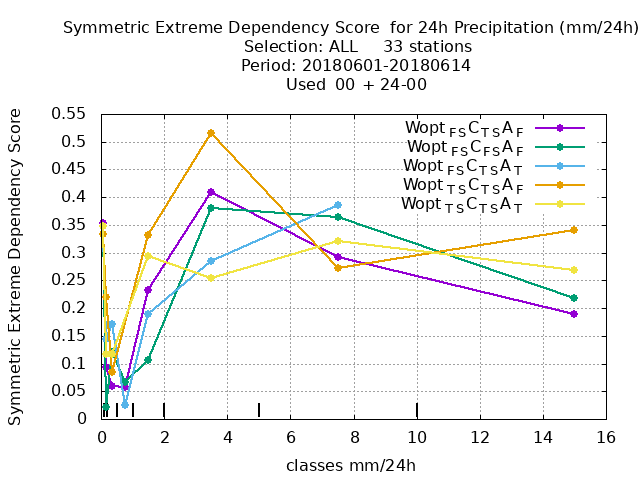 Symmetric Extreme Dependency Score  for 24h Precipitation (mm/24h)
Selection: ALL     33 stations
Period: 20180601-20180614
Used  00  + 24-00
Symmetric Extreme Dependency Score
0.55
0.5
0.45
0.4
0.35
0.3
0.25
0.2
0.15
0.1
0.05
0
Wopt FS C TS A F
Wopt FS C FS A F
Wopt FS C TS A T
Wopt TS C TS A F
Wopt TS C TS A T
0 2 4 6 8 10 12 14 16
classes mm/24h